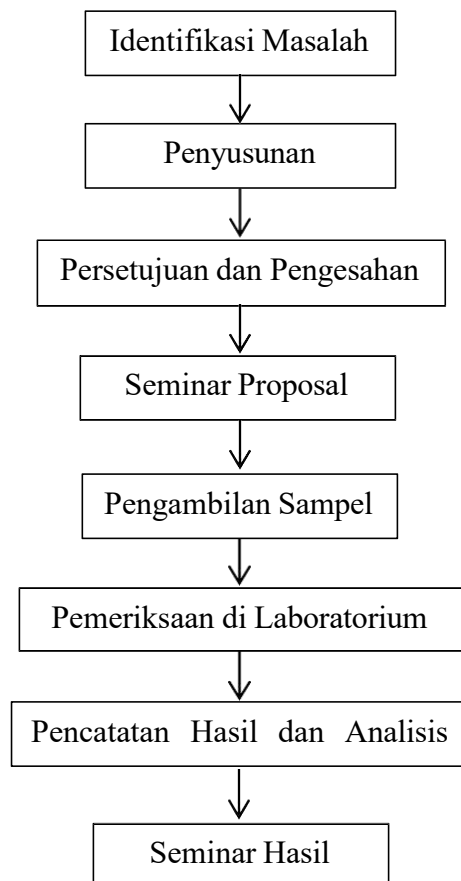 Identifikasi Masalah
Penyusunan
Persetujuan dan Pengesahan
Seminar Proposal
Pengambilan Sampel
Pemeriksaan di Laboratorium
Pencatatan Hasil dan Analisis
Seminar Hasil